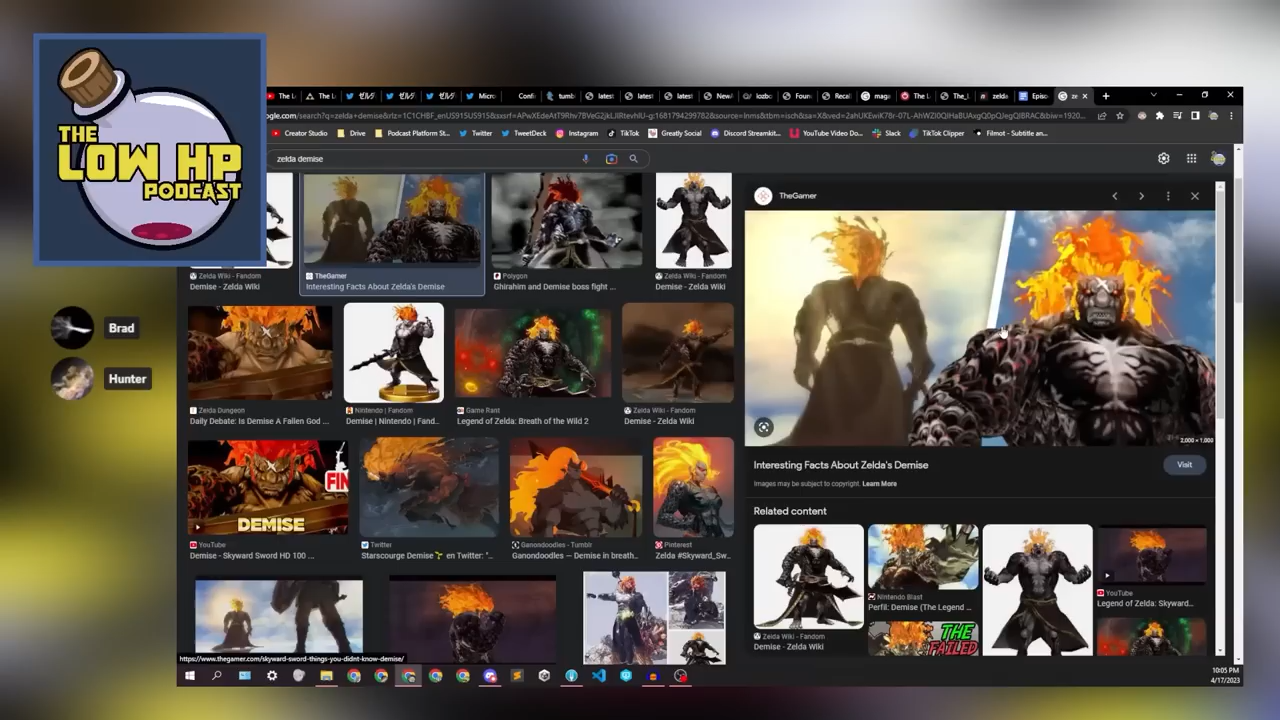 THE
LOW HP
PODCAST
Brad
Hunter
zelda
Creator Studio
Drive
Podcast Platform St...
Twitter
TweetDeck
Instagram
TikTok
Greatly Social
Discord Streamkit...
YouTube Video Do...
Slack
TikTok Clipper
Filmot - Subtitle an...
zelda demise
TheGamer
Zelda Wiki - Fandom
Demise - Zelda Wiki
TheGamer
Interesting Facts About Zelda's Demise
Polygon
Ghirahim and Demise boss fight ...
Zelda Wiki - Fandom
Demise - Zelda Wiki
Zelda Dungeon
Daily Debate: Is Demise A Fallen God ...
Nintendo | Fandom
Demise | Nintendo | Fand...
Game Rant
Legend of Zelda: Breath of the Wild 2
Zelda Wiki - Fandom
Demise - Zelda Wiki
2,000 × 1,000
Interesting Facts About Zelda's Demise
Visit
Images may be subject to copyright. Learn More
Related content
FIN
DEMISE
YouTube
Demise - Skyward Sword HD 100 ...
Twitter
Starscourge Demise en Twitter: "...
Ganondoodles - Tumblr
Ganondoodles — Demise in breath...
Pinterest
Zelda #Skyward_Sw...
Nintendo Blast
Perfil: Demise (The Legend ...
YouTube
Legend of Zelda: Skyward...
Zelda Wiki - Fandom
Demise - Zelda Wiki
THE
FAILED
https://www.thegamer.com/skyward-sword-things-you-didnt-know-demise/
10:05 PM
4/17/2023